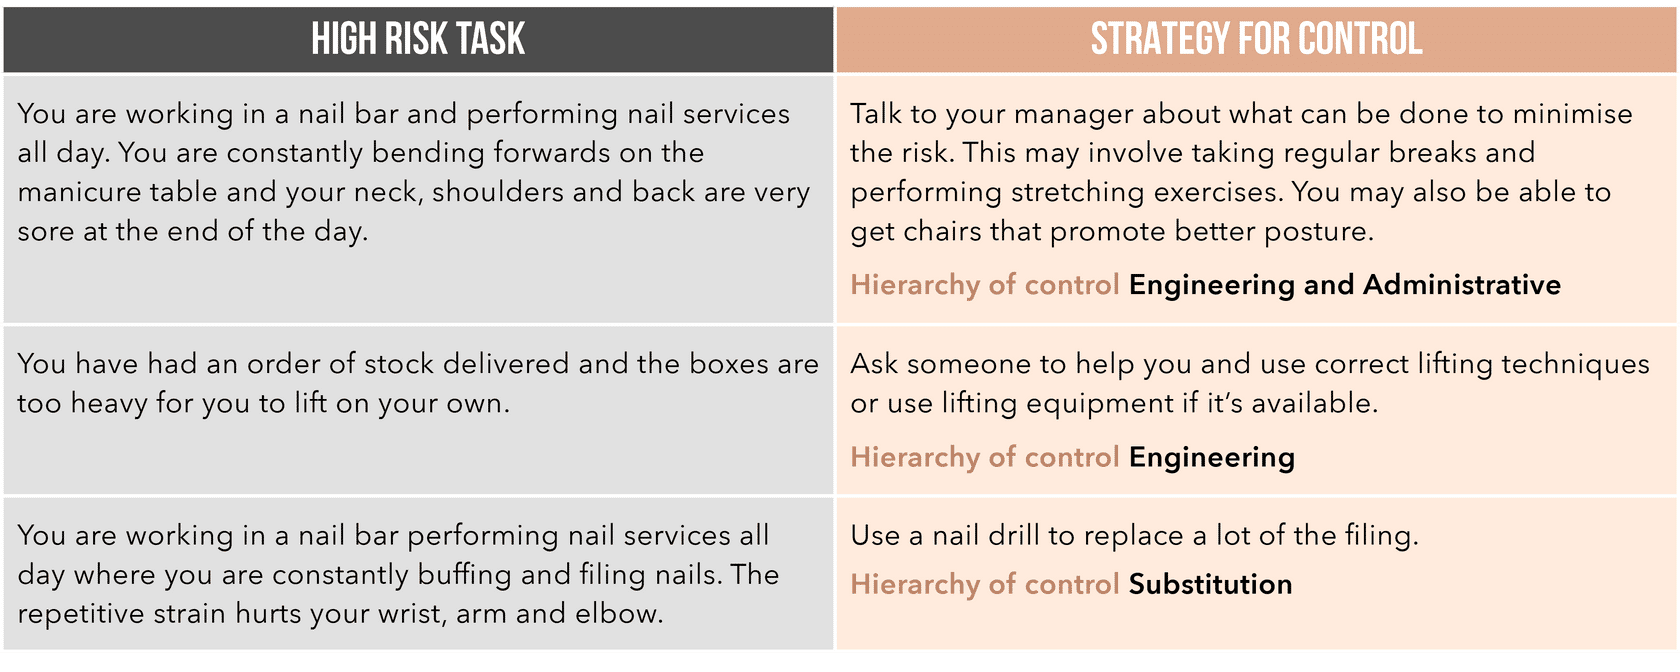 HIGH RISK TASK
STRATEGY FOR CONTROL
You are working in a nail bar and performing nail services
all day. You are constantly bending forwards on the
manicure table and your neck, shoulders and back are very
sore at the end of the day.
Talk to your manager about what can be done to minimise
the risk. This may involve taking regular breaks and
performing stretching exercises. You may also be able to
get chairs that promote better posture.
Hierarchy of control Engineering and Administrative
You have had an order of stock delivered and the boxes are
too heavy for you to lift on your own.
Ask someone to help you and use correct lifting techniques
or use lifting equipment if it’s available.
Hierarchy of control Engineering
You are working in a nail bar performing nail services all
day where you are constantly buffing and filing nails. The
repetitive strain hurts your wrist, arm and elbow.
Use a nail drill to replace a lot of the filing.
Hierarchy of control Substitution